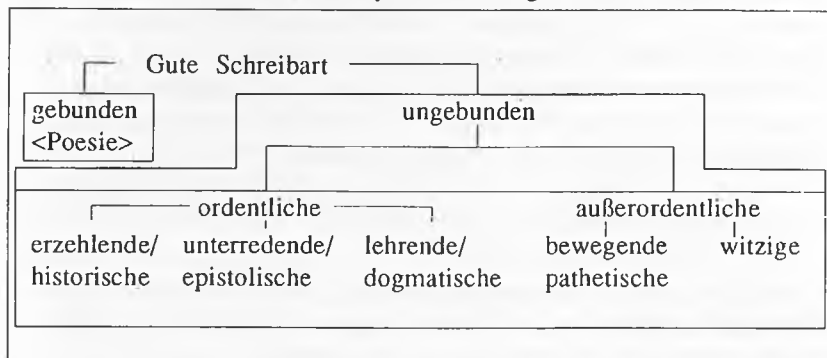 Gute Schreibart
gebunden ungebunden
<Poesie>
ordentliche außerordentliche
erzehlende/ unterredende/ lehrende/ bewegende witzige
historische epistolische dogmatische pathetische